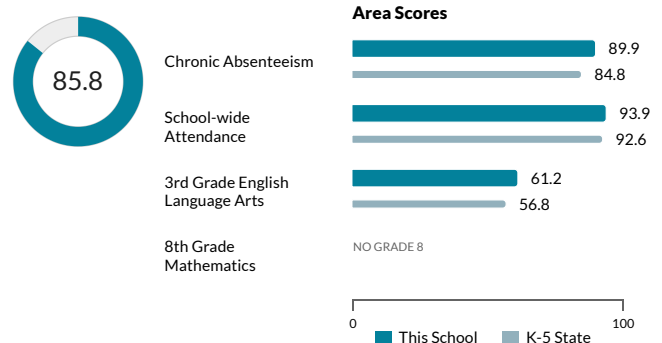 85.8
Area Scores
Chronic Absenteeism
89.9
84.8
School-wide
Attendance
93.9
92.6
3rd Grade English
Language Arts
61.2
56.8
8th Grade
Mathematics
NO GRADE 8
0
100
This School
K-5 State